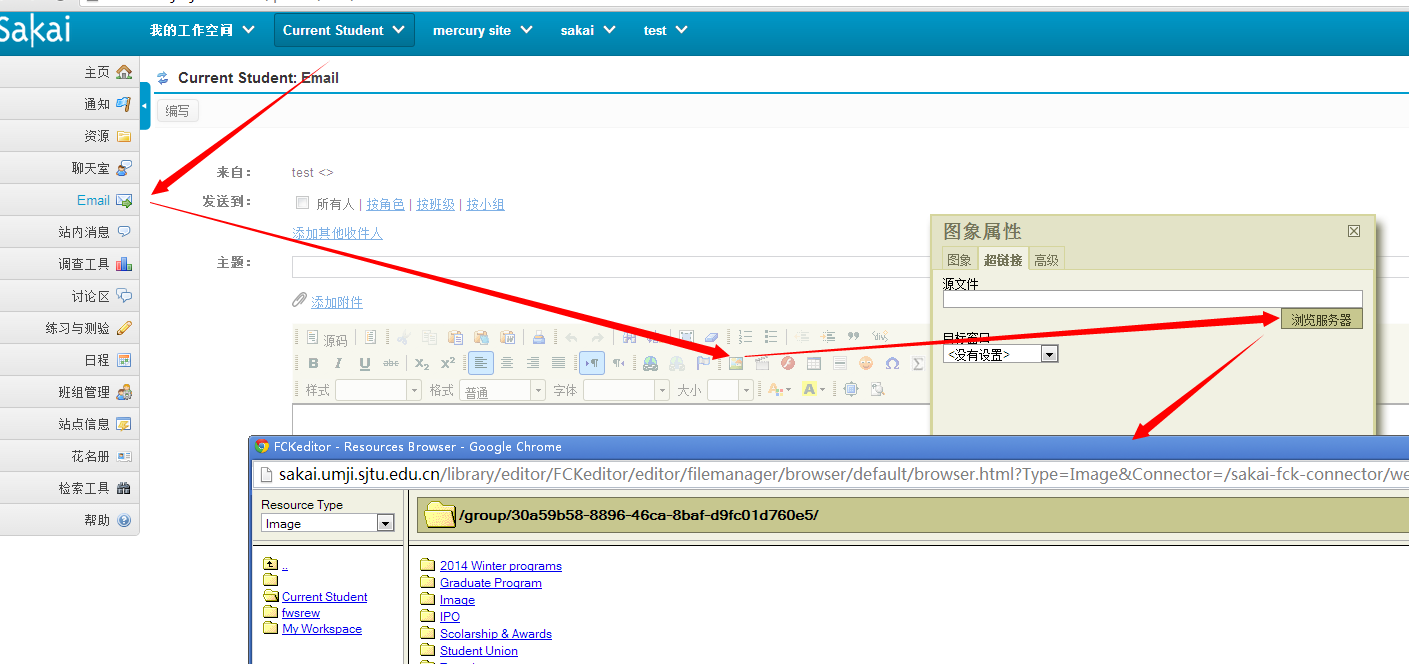 Sakai
我的工作空间 Current Student mercury site sakai test
主页
通知
资源
聊天室
Email
站内消息
调查工具
讨论区
练习与测验
日程
班组管理
站点信息
花名册
检索工具
帮助
Current Student: Email
编写
来自：
test <>
发送到：
所有人 | 按角色 | 按班级 | 按小组
添加其他收件人
主题：
添加附件
源码
B I U abc X₂ X²
样式 格式 普通 字体 大小
图象属性
图象 超链接 高级
源文件
浏览服务器
目标窗口
<没有设置>
FCKeditor - Resources Browser - Google Chrome
sakai.umji.sjtu.edu.cn/library/editor/FCKeditor/editor/filemanager/browser/default/browser.html?Type=Image&Connector=/sakai-fck-connector/we
Resource Type
Image
/group/30a59b58-8896-46ca-8baf-d9fc01d760e5/
..
Current Student
fwsrew
My Workspace
2014 Winter programs
Graduate Program
Image
IPO
Scolarship & Awards
Student Union